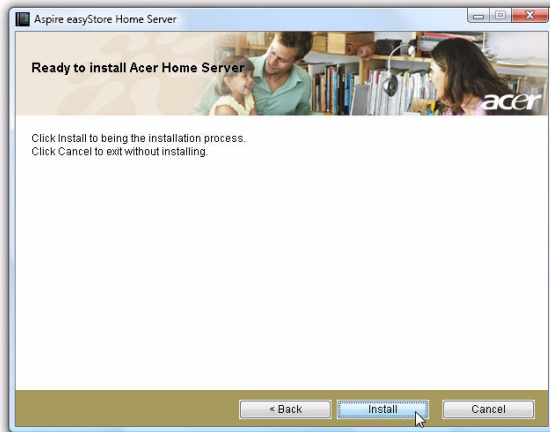 Aspire easyStore Home Server
Ready to install Acer Home Server
acer
Click Install to being the installation process.
Click Cancel to exit without installing.
< Back Install Cancel